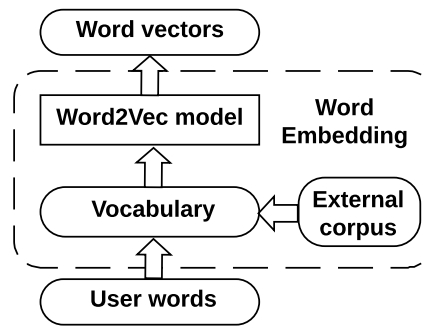 Word vectors
Word2Vec model
Word
Embedding
Vocabulary
External
corpus
User words